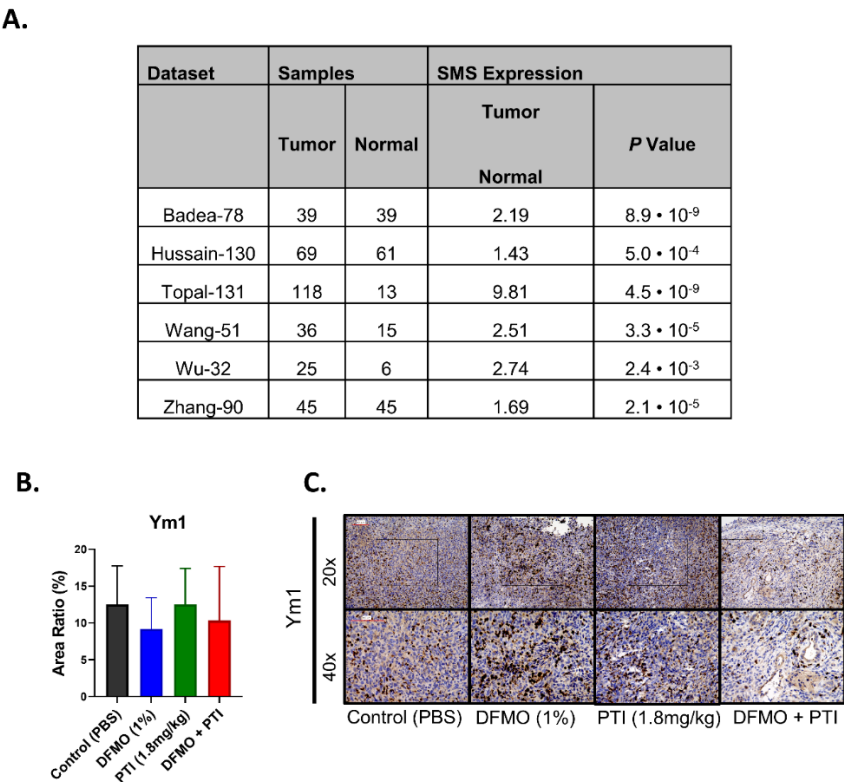 A.
Dataset Samples SMS Expression
Tumor Normal Tumor Normal P Value
Badea-78 39 39 2.19 8.9 • 10⁻⁹
Hussain-130 69 61 1.43 5.0 • 10⁻⁴
Topal-131 118 13 9.81 4.5 • 10⁻⁹
Wang-51 36 15 2.51 3.3 • 10⁻⁵
Wu-32 25 6 2.74 2.4 • 10⁻³
Zhang-90 45 45 1.69 2.1 • 10⁻⁵
B.
Ym1
Area Ratio (%)
20
15
10
5
0
Control (PBS)
DFMO (1%)
PTI (1.8mg/kg)
DFMO + PTI
C.
Ym1
20x
40x
Control (PBS) DFMO (1%) PTI (1.8mg/kg) DFMO + PTI